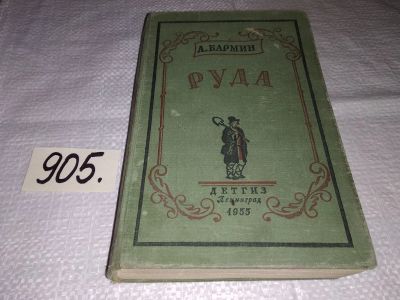 А. БАРМИН
РУДА
905.
ДЕТГИЗ
Ленинград
1955